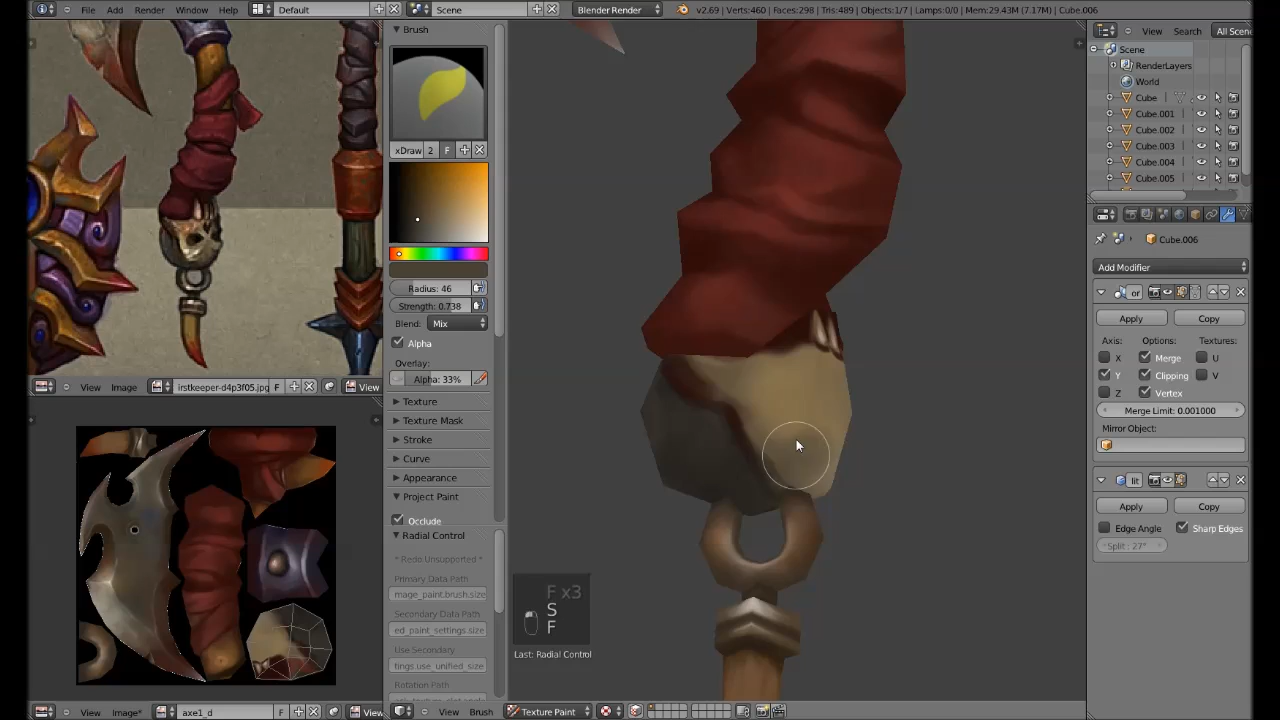 File Add Render Window Help
Default
Scene
Blender Render
v2.69 | Verts:460 | Faces:298 | Tris:489 | Objects:1/7 | Lamps:0/0 | Mem:29.43M (7.17M) | Cube.006
Brush
xDraw 2 F
Radius: 46
Strength: 0.738
Blend: Mix
Alpha
Overlay:
Alpha: 33%
Texture
Texture Mask
Stroke
Curve
Appearance
Project Paint
Occlude
Radial Control
* Redo Unsupported *
Primary Data Path
mage_paint.brush.size
Secondary Data Path
ed_paint_settings.size
Use Secondary
tings.use_unified_size
Rotation Path
View Image irstkeeper-d4p3f05.jpg F View
View Image* axe1_d F View
F x3
S
F
Last: Radial Control
View Brush Texture Paint
View Search All Scene
Scene
RenderLayers
World
Cube
Cube.001
Cube.002
Cube.003
Cube.004
Cube.005
Cube.006
Add Modifier
or
Apply Copy
Axis: Options: Textures:
X Merge U
Y Clipping V
Z Vertex
Merge Limit: 0.001000
Mirror Object:
lit
Apply Copy
Edge Angle Sharp Edges
Split : 27°